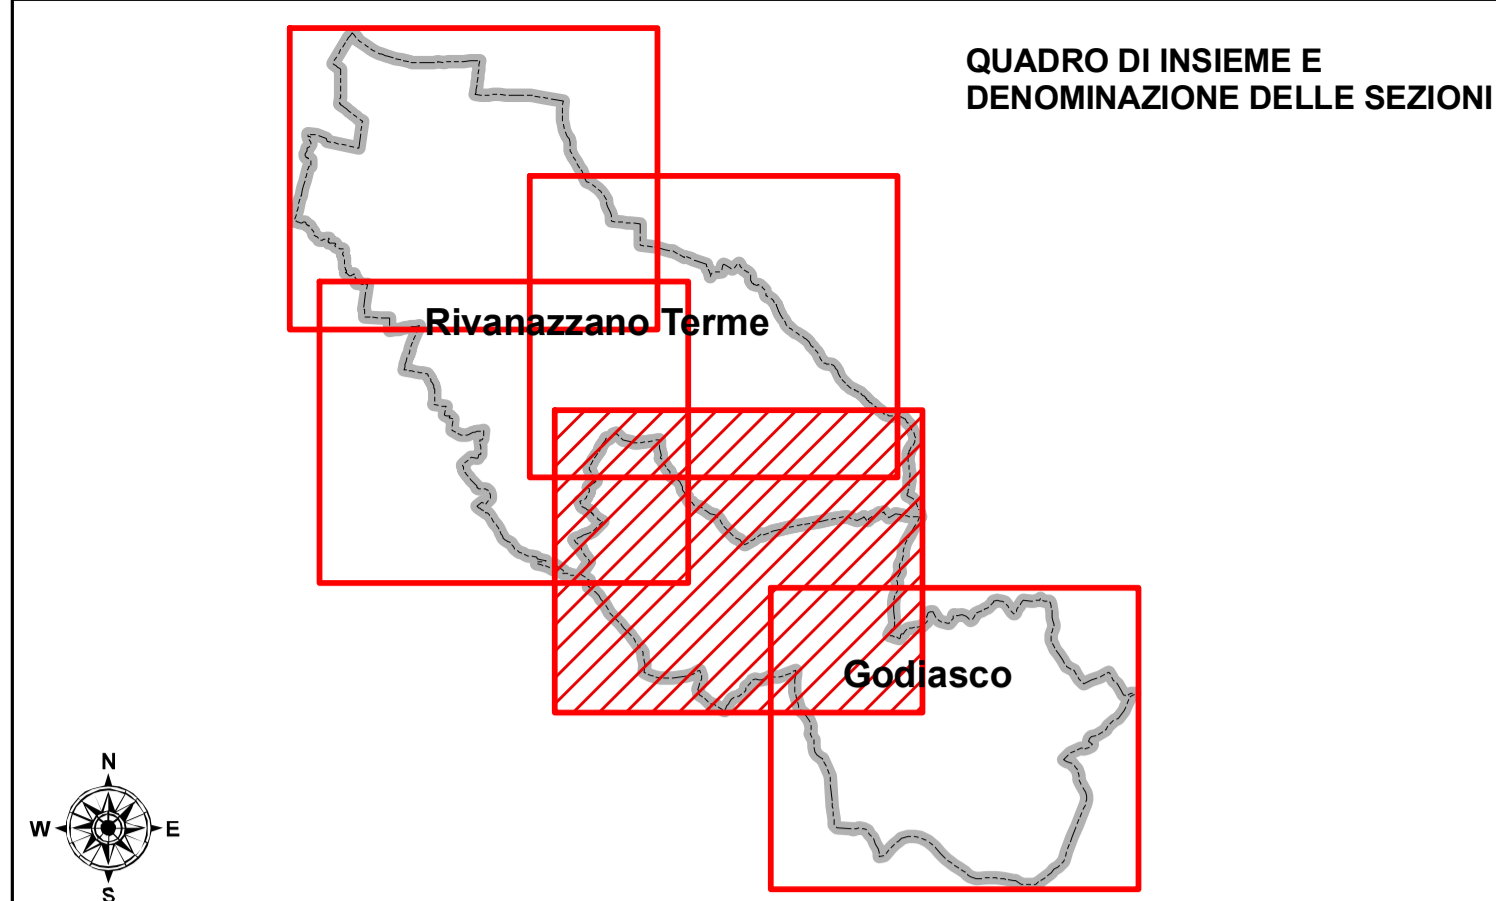 QUADRO DI INSIEME E
DENOMINAZIONE DELLE SEZIONI
Rivanazzano Terme
Godiasco
N
W E
S